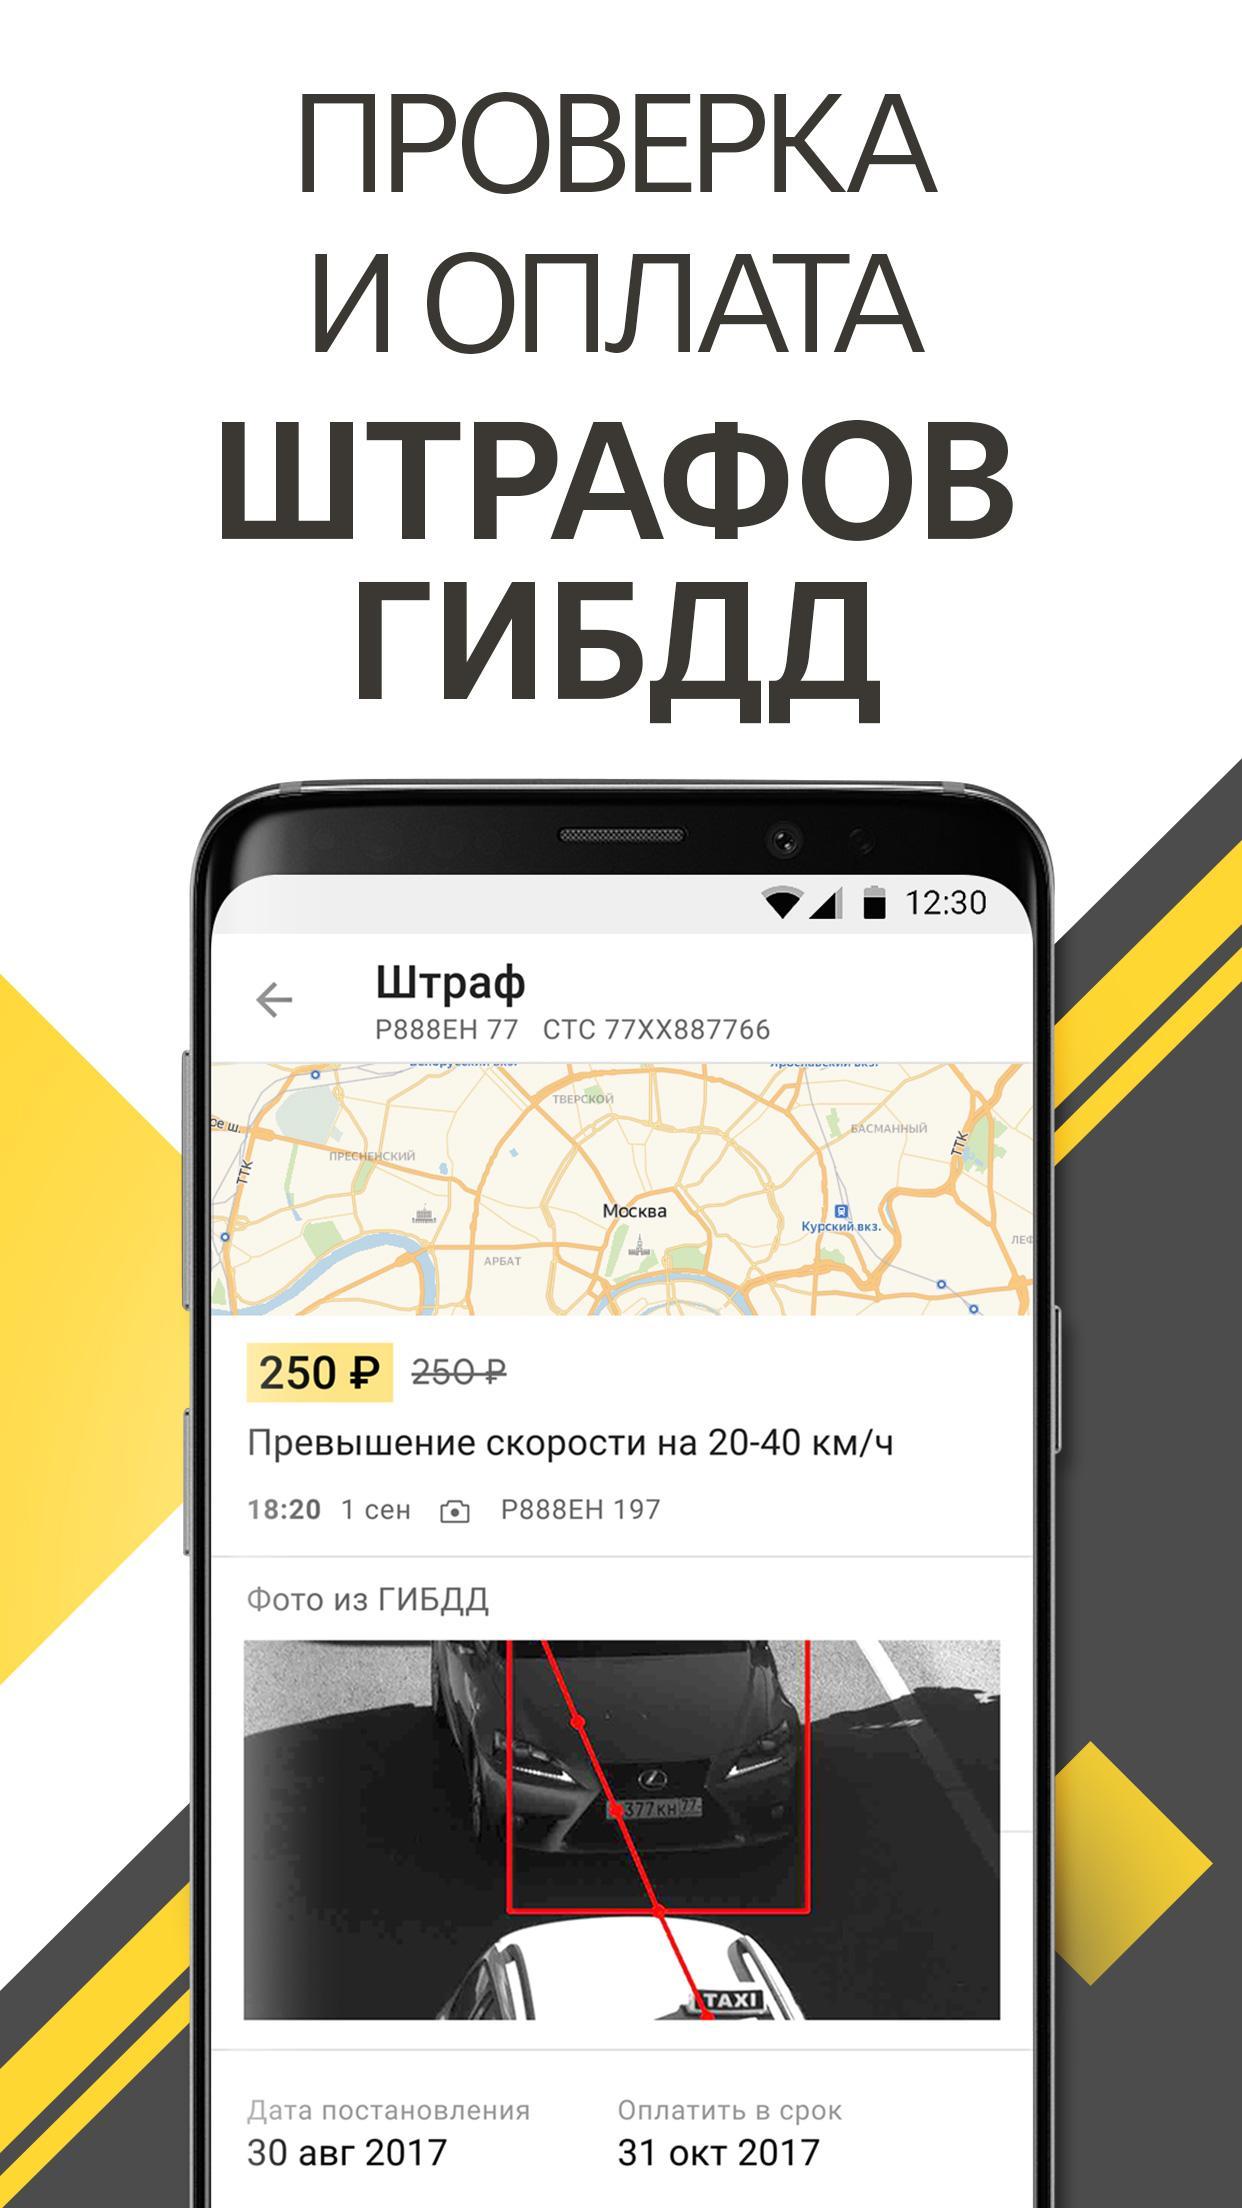 ПРОВЕРКА
И ОПЛАТА
ШТРАФОВ
ГИБДД
12:30
Штраф
Р888ЕН 77 СТС 77ХХ887766
ТВЕРСКОЙ
БАСМАННЫЙ
ое ш.
ТТК
ПРЕСНЕНСКИЙ
ТТК
Москва
Курский вкз.
ЛЕФ
АРБАТ
250 ₽ 250 ₽
Превышение скорости на 20-40 км/ч
18:20 1 сен Р888ЕН 197
Фото из ГИБДД
377КН 77
TAXI
Дата постановления Оплатить в срок
30 авг 2017 31 окт 2017